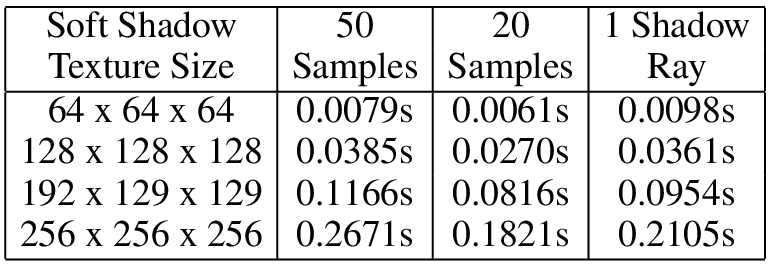 Soft Shadow 50 20 1 Shadow
Texture Size Samples Samples Ray
64 x 64 x 64 0.0079s 0.0061s 0.0098s
128 x 128 x 128 0.0385s 0.0270s 0.0361s
192 x 129 x 129 0.1166s 0.0816s 0.0954s
256 x 256 x 256 0.2671s 0.1821s 0.2105s